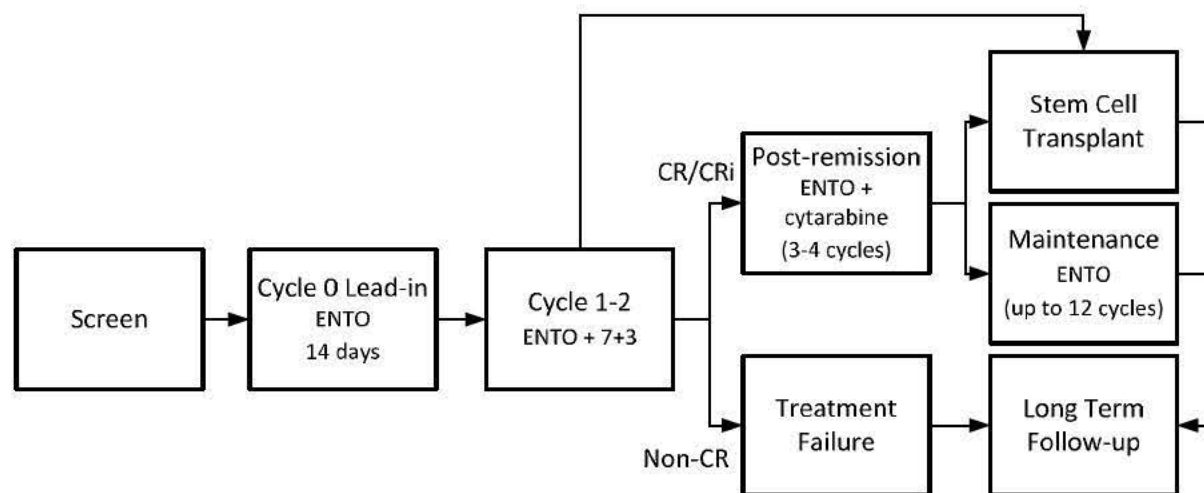 Screen
Cycle 0 Lead-in
ENTO
14 days
Cycle 1-2
ENTO + 7+3
CR/CRi
Non-CR
Post-remission
ENTO +
cytarabine
(3-4 cycles)
Treatment
Failure
Stem Cell
Transplant
Maintenance
ENTO
(up to 12 cycles)
Long Term
Follow-up